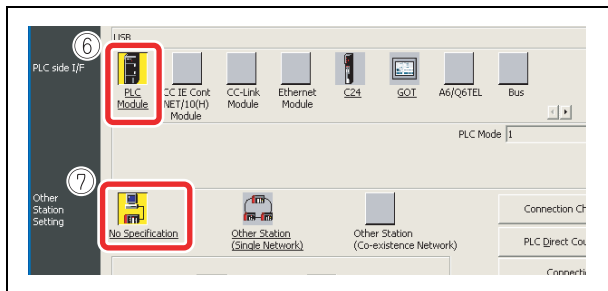 USB
⑥
PLC side I/F
PLC Module
CC IE Cont NET/10(H) Module
CC-Link Module
Ethernet Module
C24
GOT
A6/Q6TEL
Bus
PLC Mode 1
⑦
Other Station Setting
No Specification
Other Station (Single Network)
Other Station (Co-existence Network)
Connection Ch
PLC Direct Cou
Connecti